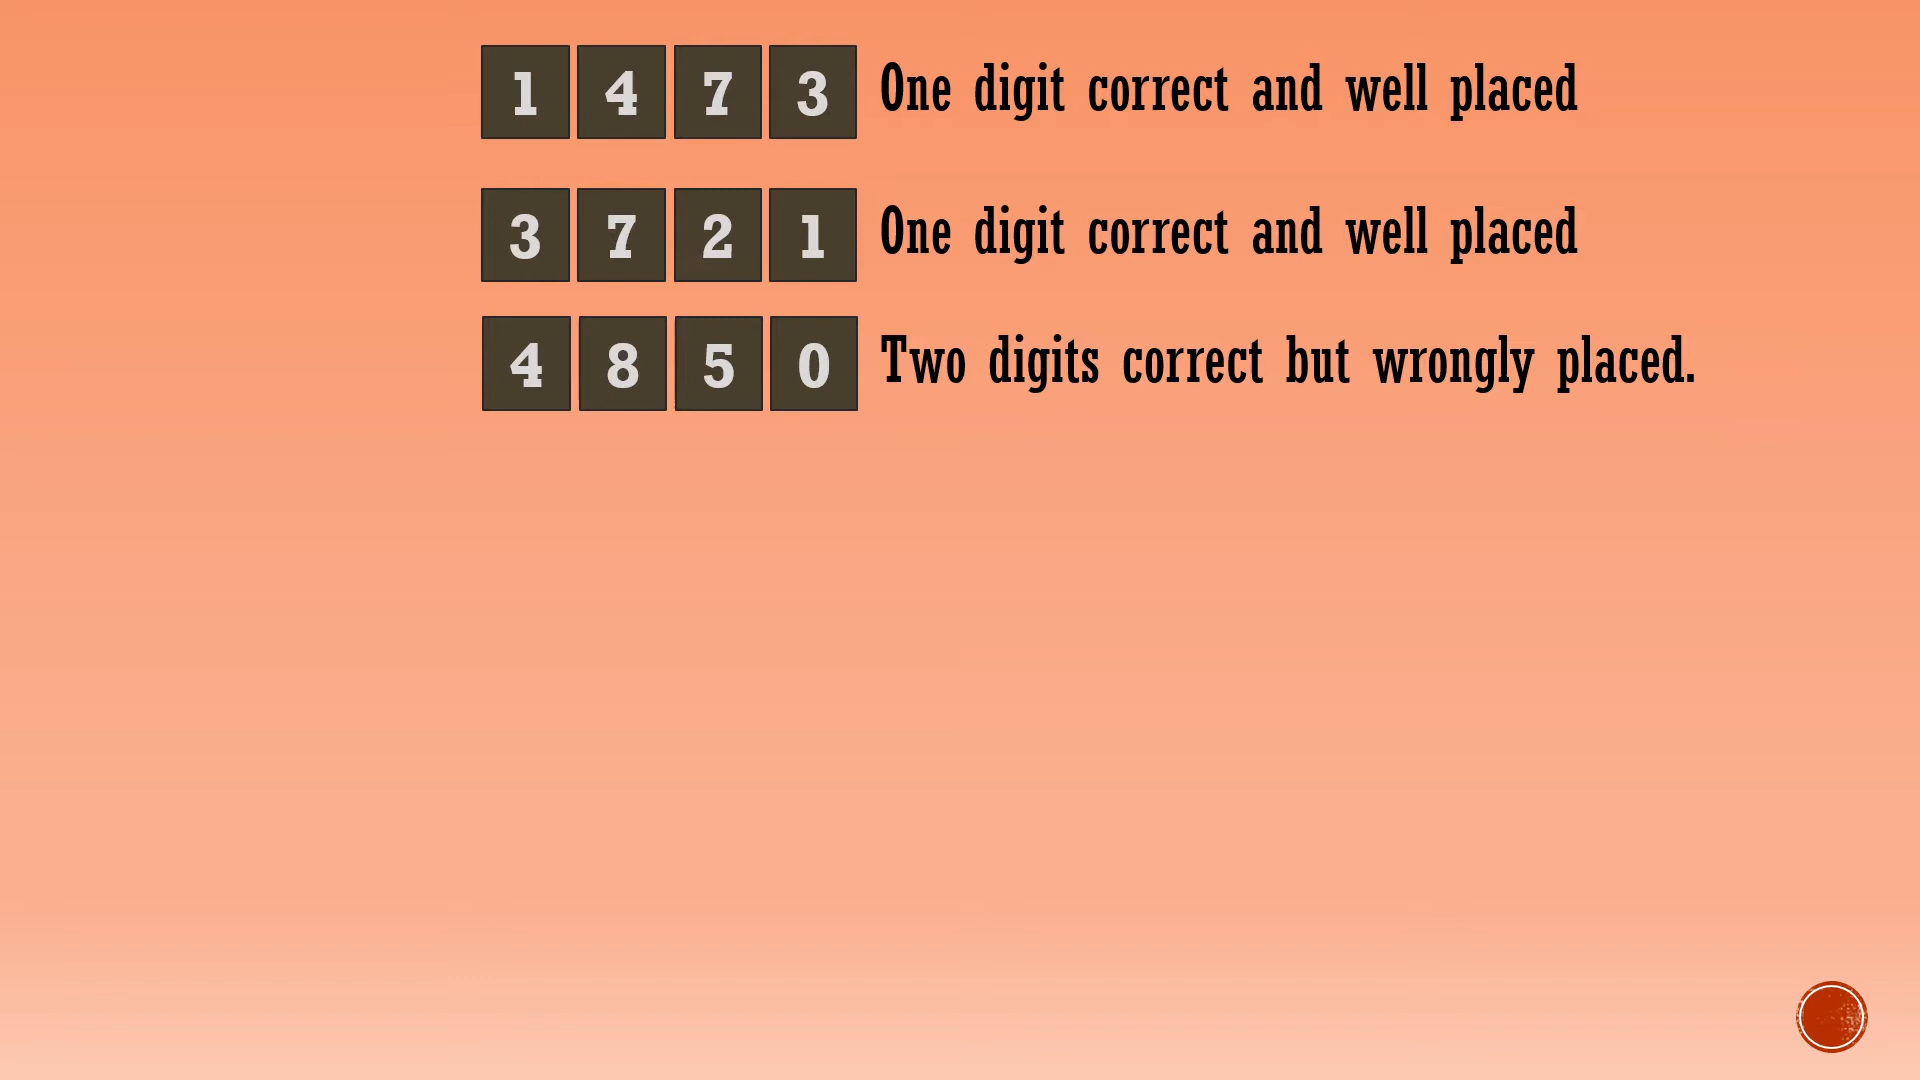 1 4 7 3 One digit correct and well placed
3 7 2 1 One digit correct and well placed
4 8 5 0 Two digits correct but wrongly placed.